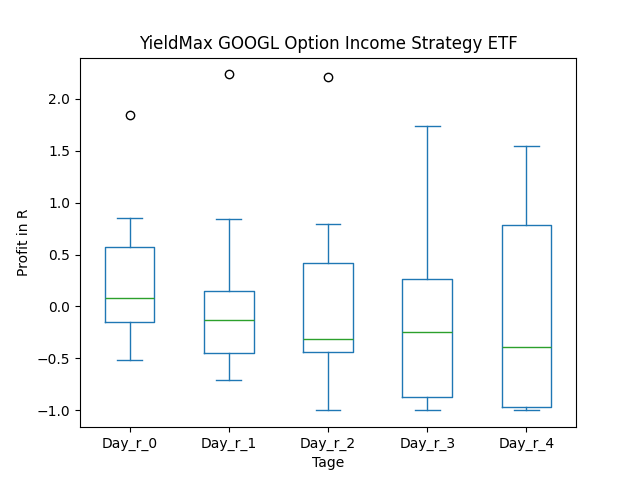 YieldMax GOOGL Option Income Strategy ETF
Profit in R
2.0
1.5
1.0
0.5
0.0
−0.5
−1.0
Day_r_0 Day_r_1 Day_r_2 Day_r_3 Day_r_4
Tage